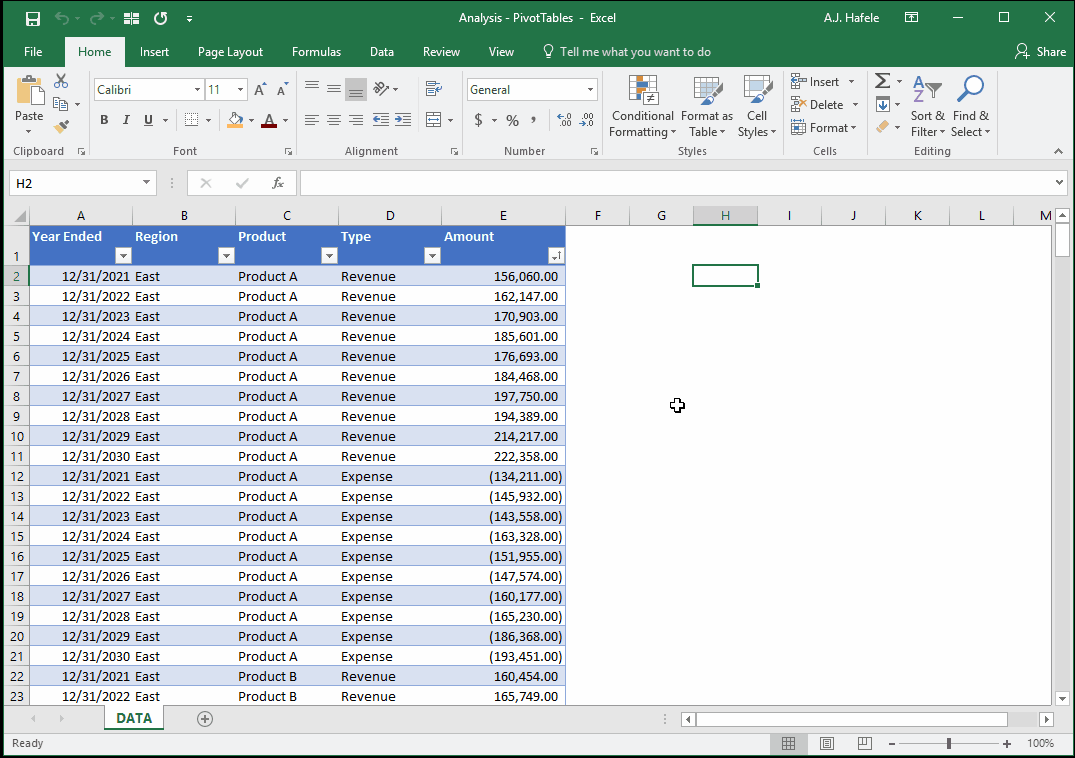 Analysis - PivotTables - Excel A.J. Hafele
File Home Insert Page Layout Formulas Data Review View Tell me what you want to do Share
Paste
Calibri 11
A A
B I U A
General
$ % ,
.00 .0
Conditional Formatting
Format as Table
Cell Styles
Insert
Delete
Format
Σ
Sort & Filter
Find & Select
Clipboard Font Alignment Number Styles Cells Editing
H2 fx
A B C D E F G H I J K L M
1 Year Ended Region Product Type Amount
2 12/31/2021 East Product A Revenue 156,060.00
3 12/31/2022 East Product A Revenue 162,147.00
4 12/31/2023 East Product A Revenue 170,903.00
5 12/31/2024 East Product A Revenue 185,601.00
6 12/31/2025 East Product A Revenue 176,693.00
7 12/31/2026 East Product A Revenue 184,468.00
8 12/31/2027 East Product A Revenue 197,750.00
9 12/31/2028 East Product A Revenue 194,389.00
10 12/31/2029 East Product A Revenue 214,217.00
11 12/31/2030 East Product A Revenue 222,358.00
12 12/31/2021 East Product A Expense (134,211.00)
13 12/31/2022 East Product A Expense (145,932.00)
14 12/31/2023 East Product A Expense (143,558.00)
15 12/31/2024 East Product A Expense (163,328.00)
16 12/31/2025 East Product A Expense (151,955.00)
17 12/31/2026 East Product A Expense (147,574.00)
18 12/31/2027 East Product A Expense (160,177.00)
19 12/31/2028 East Product A Expense (165,230.00)
20 12/31/2029 East Product A Expense (186,368.00)
21 12/31/2030 East Product A Expense (193,451.00)
22 12/31/2021 East Product B Revenue 160,454.00
23 12/31/2022 East Product B Revenue 165,749.00
DATA
Ready 100%